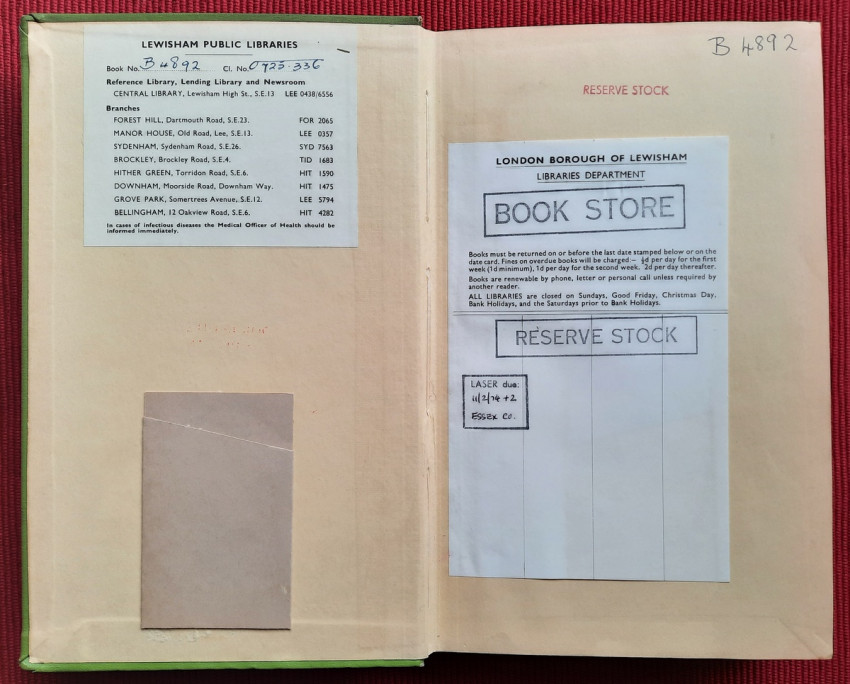 LEWISHAM PUBLIC LIBRARIES
Book No. B 4892 Cl. No. 0725.336
Reference Library, Lending Library and Newsroom
CENTRAL LIBRARY, Lewisham High St., S.E.13 LEE 0438/6556
Branches
FOREST HILL, Dartmouth Road, S.E.23. FOR 2065
MANOR HOUSE, Old Road, Lee, S.E.13. LEE 0357
SYDENHAM, Sydenham Road, S.E.26. SYD 7563
BROCKLEY, Brockley Road, S.E.4. TID 1683
HITHER GREEN, Torridon Road, S.E.6. HIT 1590
DOWNHAM, Moorside Road, Downham Way. HIT 1475
GROVE PARK, Somertrees Avenue, S.E.12. LEE 5794
BELLINGHAM, 12 Oakview Road, S.E.6. HIT 4282
In cases of infectious diseases the Medical Officer of Health should be
informed immediately.
B 4892
RESERVE STOCK
LONDON BOROUGH OF LEWISHAM
LIBRARIES DEPARTMENT
BOOK STORE
Books must be returned on or before the last date stamped below or on the
date card. Fines on overdue books will be charged :– ½d per day for the first
week (1d minimum), 1d per day for the second week. 2d per day thereafter.
Books are renewable by phone, letter or personal call unless required by
another reader.
ALL LIBRARIES are closed on Sundays, Good Friday, Christmas Day,
Bank Holidays, and the Saturdays prior to Bank Holidays.
RESERVE STOCK
LASER due:
11/2/74 +2
ESSEX CO.